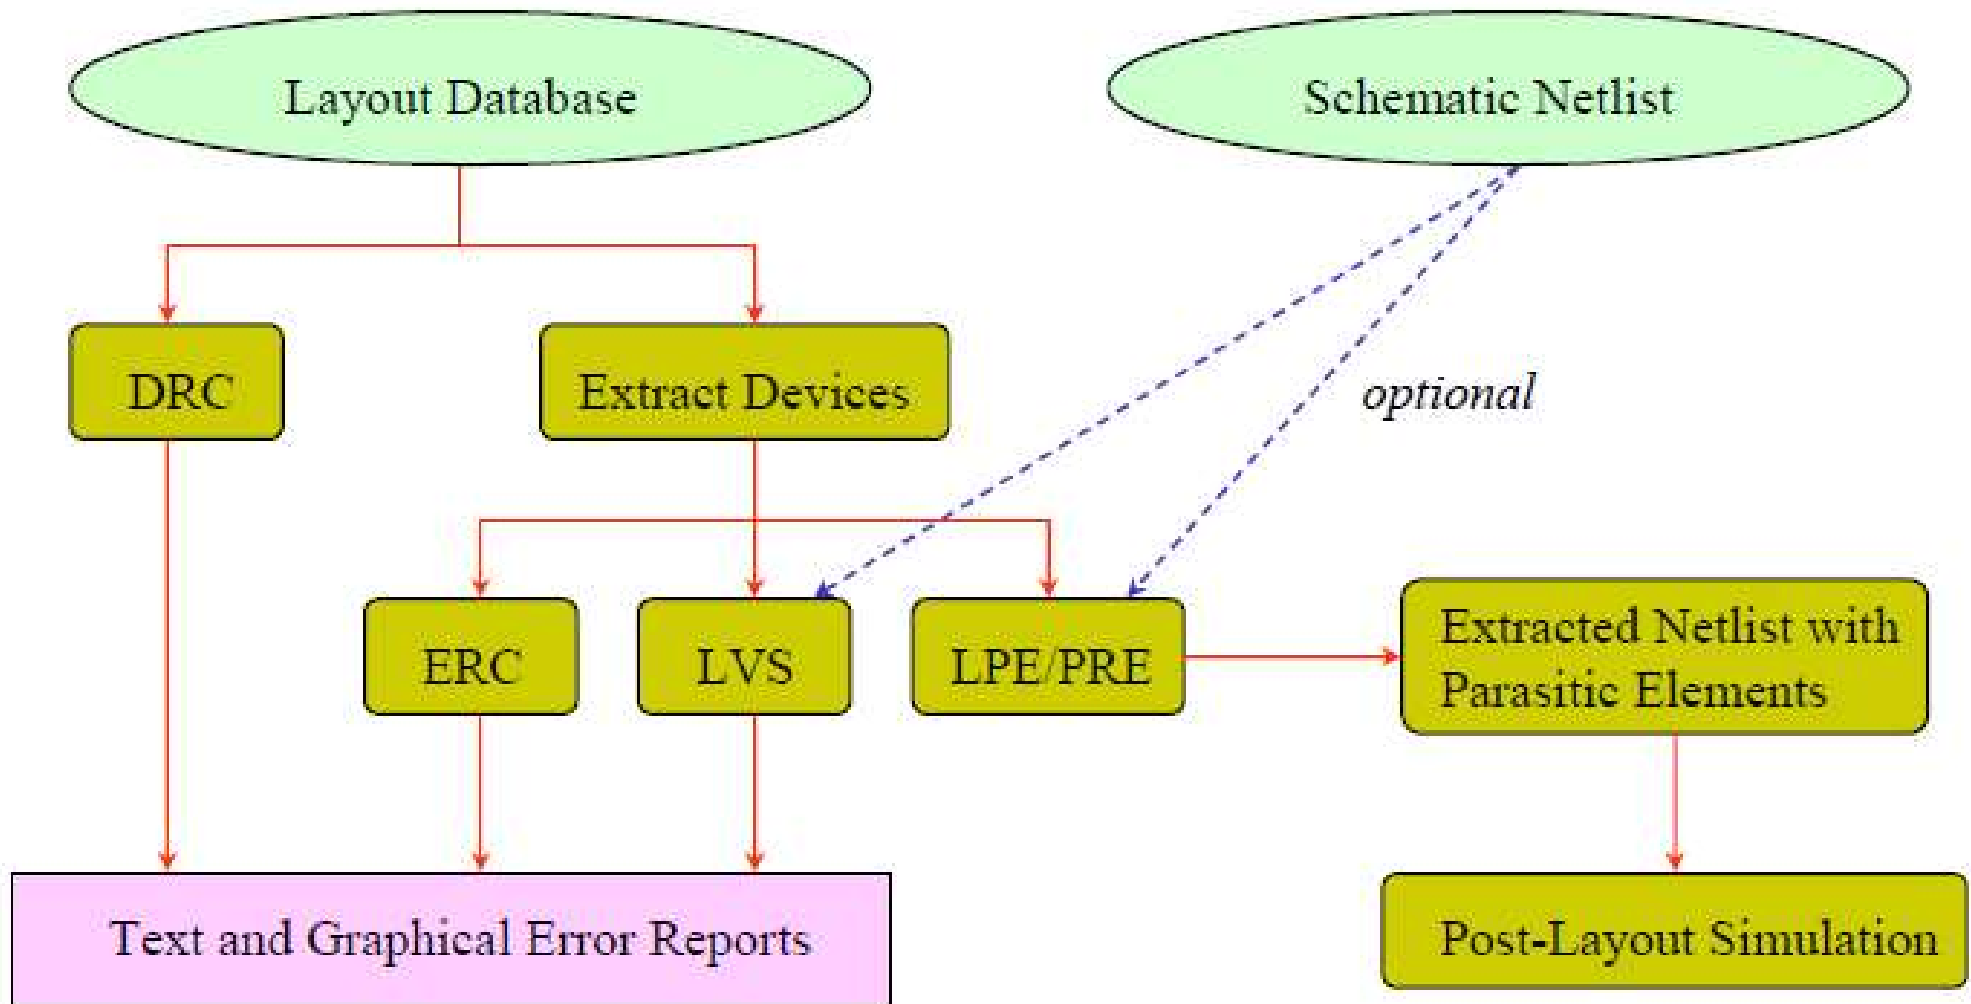 Layout Database
Schematic Netlist
DRC
Extract Devices
optional
ERC
LVS
LPE/PRE
Extracted Netlist with
Parasitic Elements
Text and Graphical Error Reports
Post-Layout Simulation